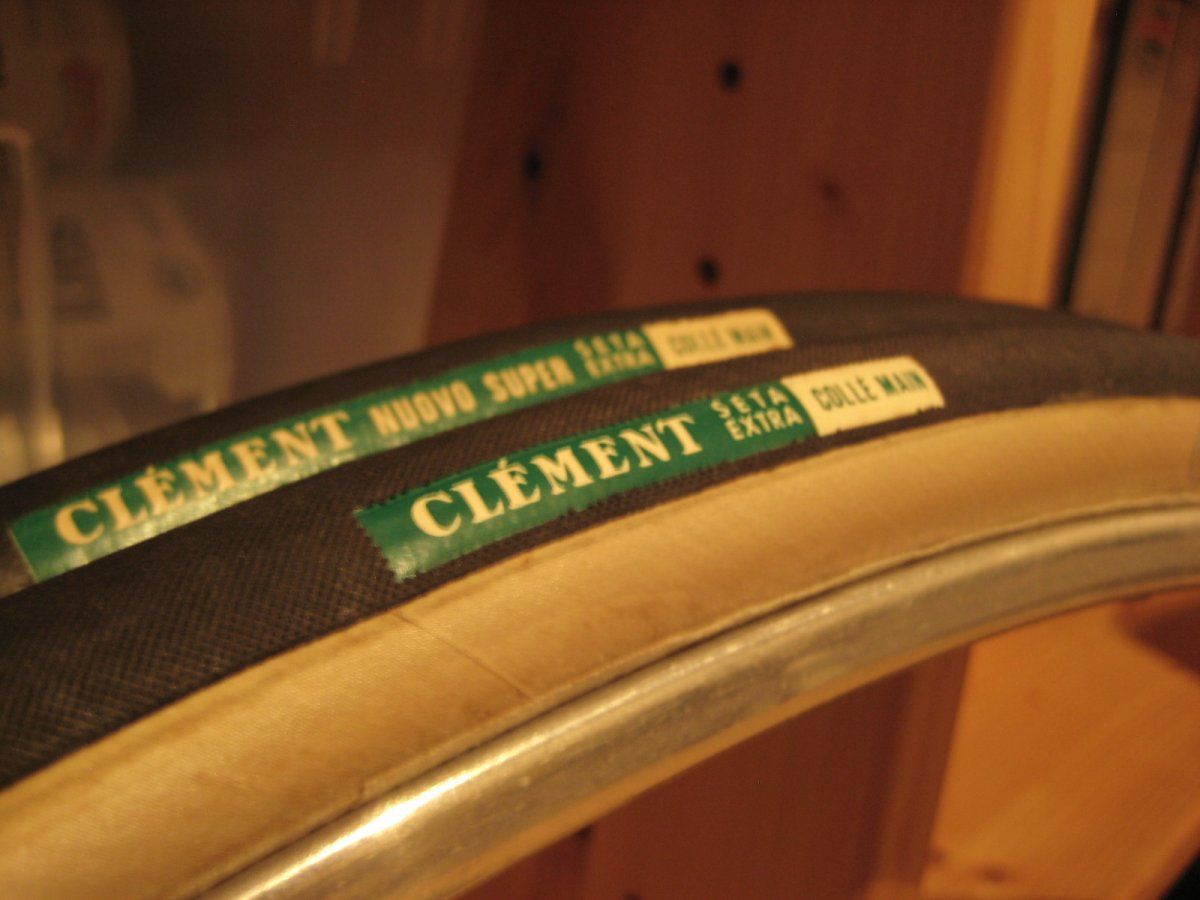 CLÉMENT NUOVO SUPER SETA EXTRA COLLÉ MAIN
CLÉMENT SETA EXTRA COLLÉ MAIN